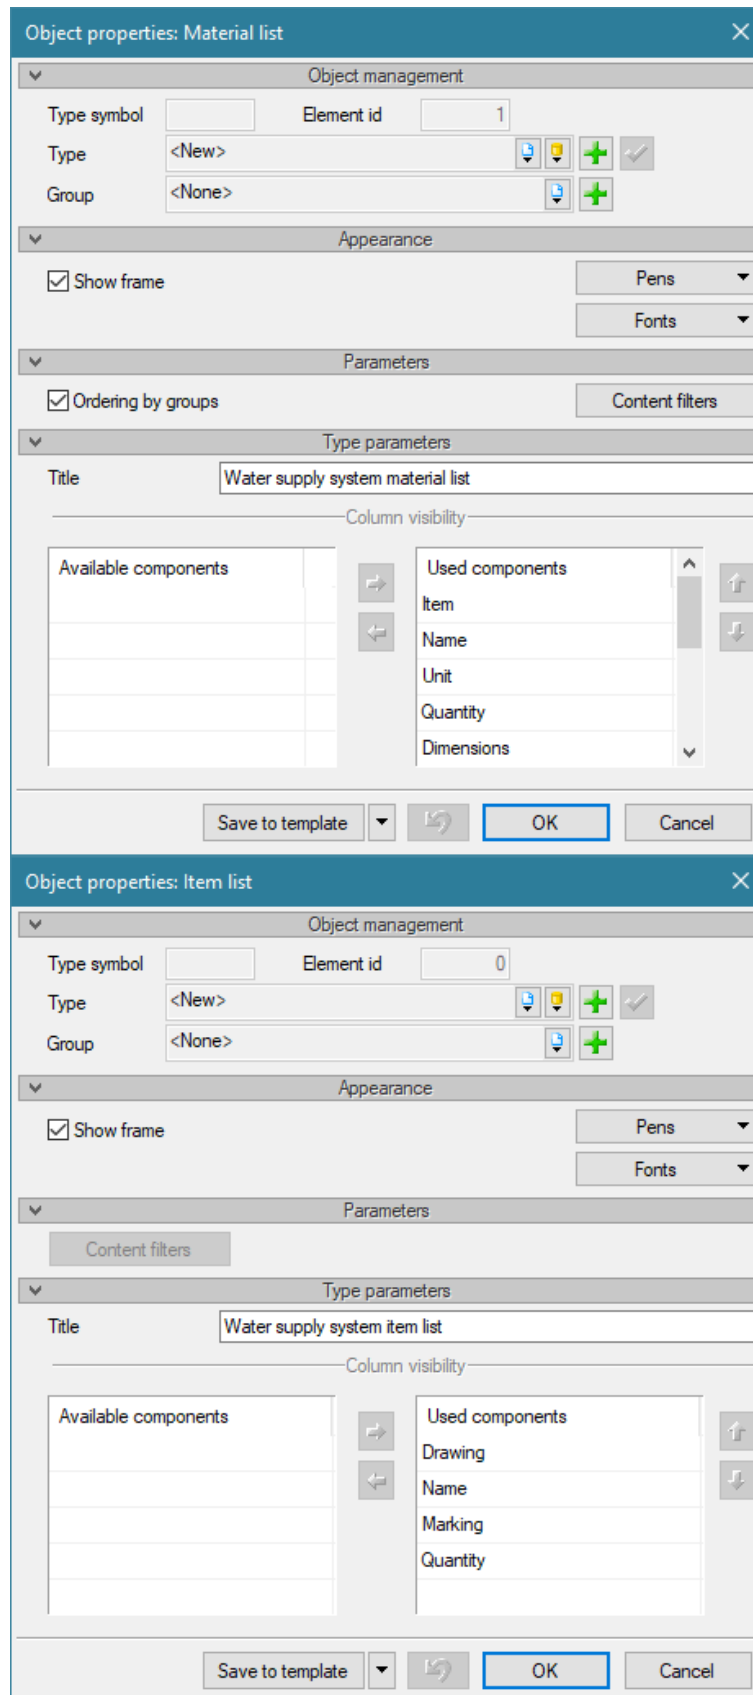 Object properties: Material list
Object management
Type symbol Element id 1
Type <New>
Group <None>
Appearance
Show frame Pens
Fonts
Parameters
Ordering by groups Content filters
Type parameters
Title Water supply system material list
Column visibility
Available components Used components
Item
Name
Unit
Quantity
Dimensions
Save to template OK Cancel
Object properties: Item list
Object management
Type symbol Element id 0
Type <New>
Group <None>
Appearance
Show frame Pens
Fonts
Parameters
Content filters
Type parameters
Title Water supply system item list
Column visibility
Available components Used components
Drawing
Name
Marking
Quantity
Save to template OK Cancel